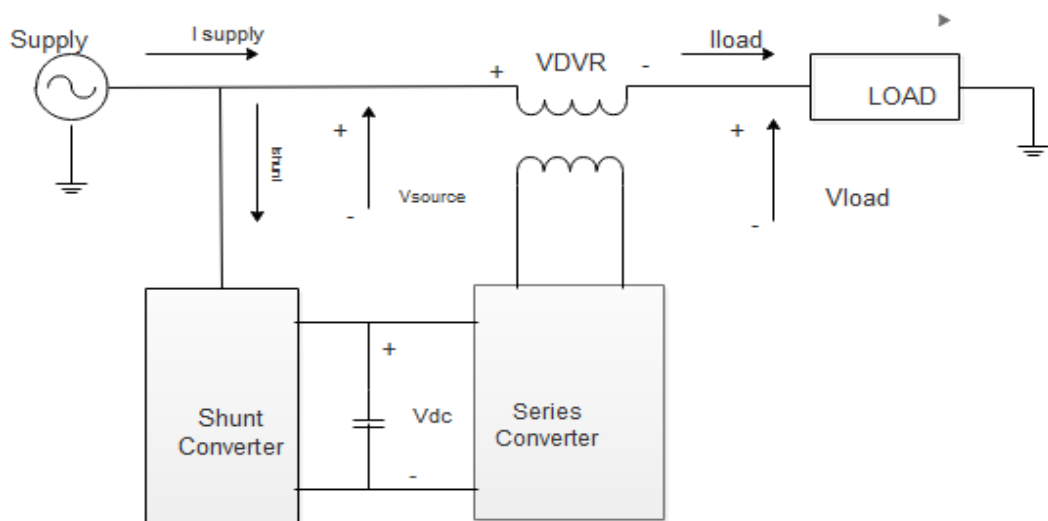 I supply
Supply
+
VDVR
-
Iload
LOAD
Ishunt
+
-
Vsource
+
-
Vload
Shunt
Converter
+
Vdc
-
Series
Converter